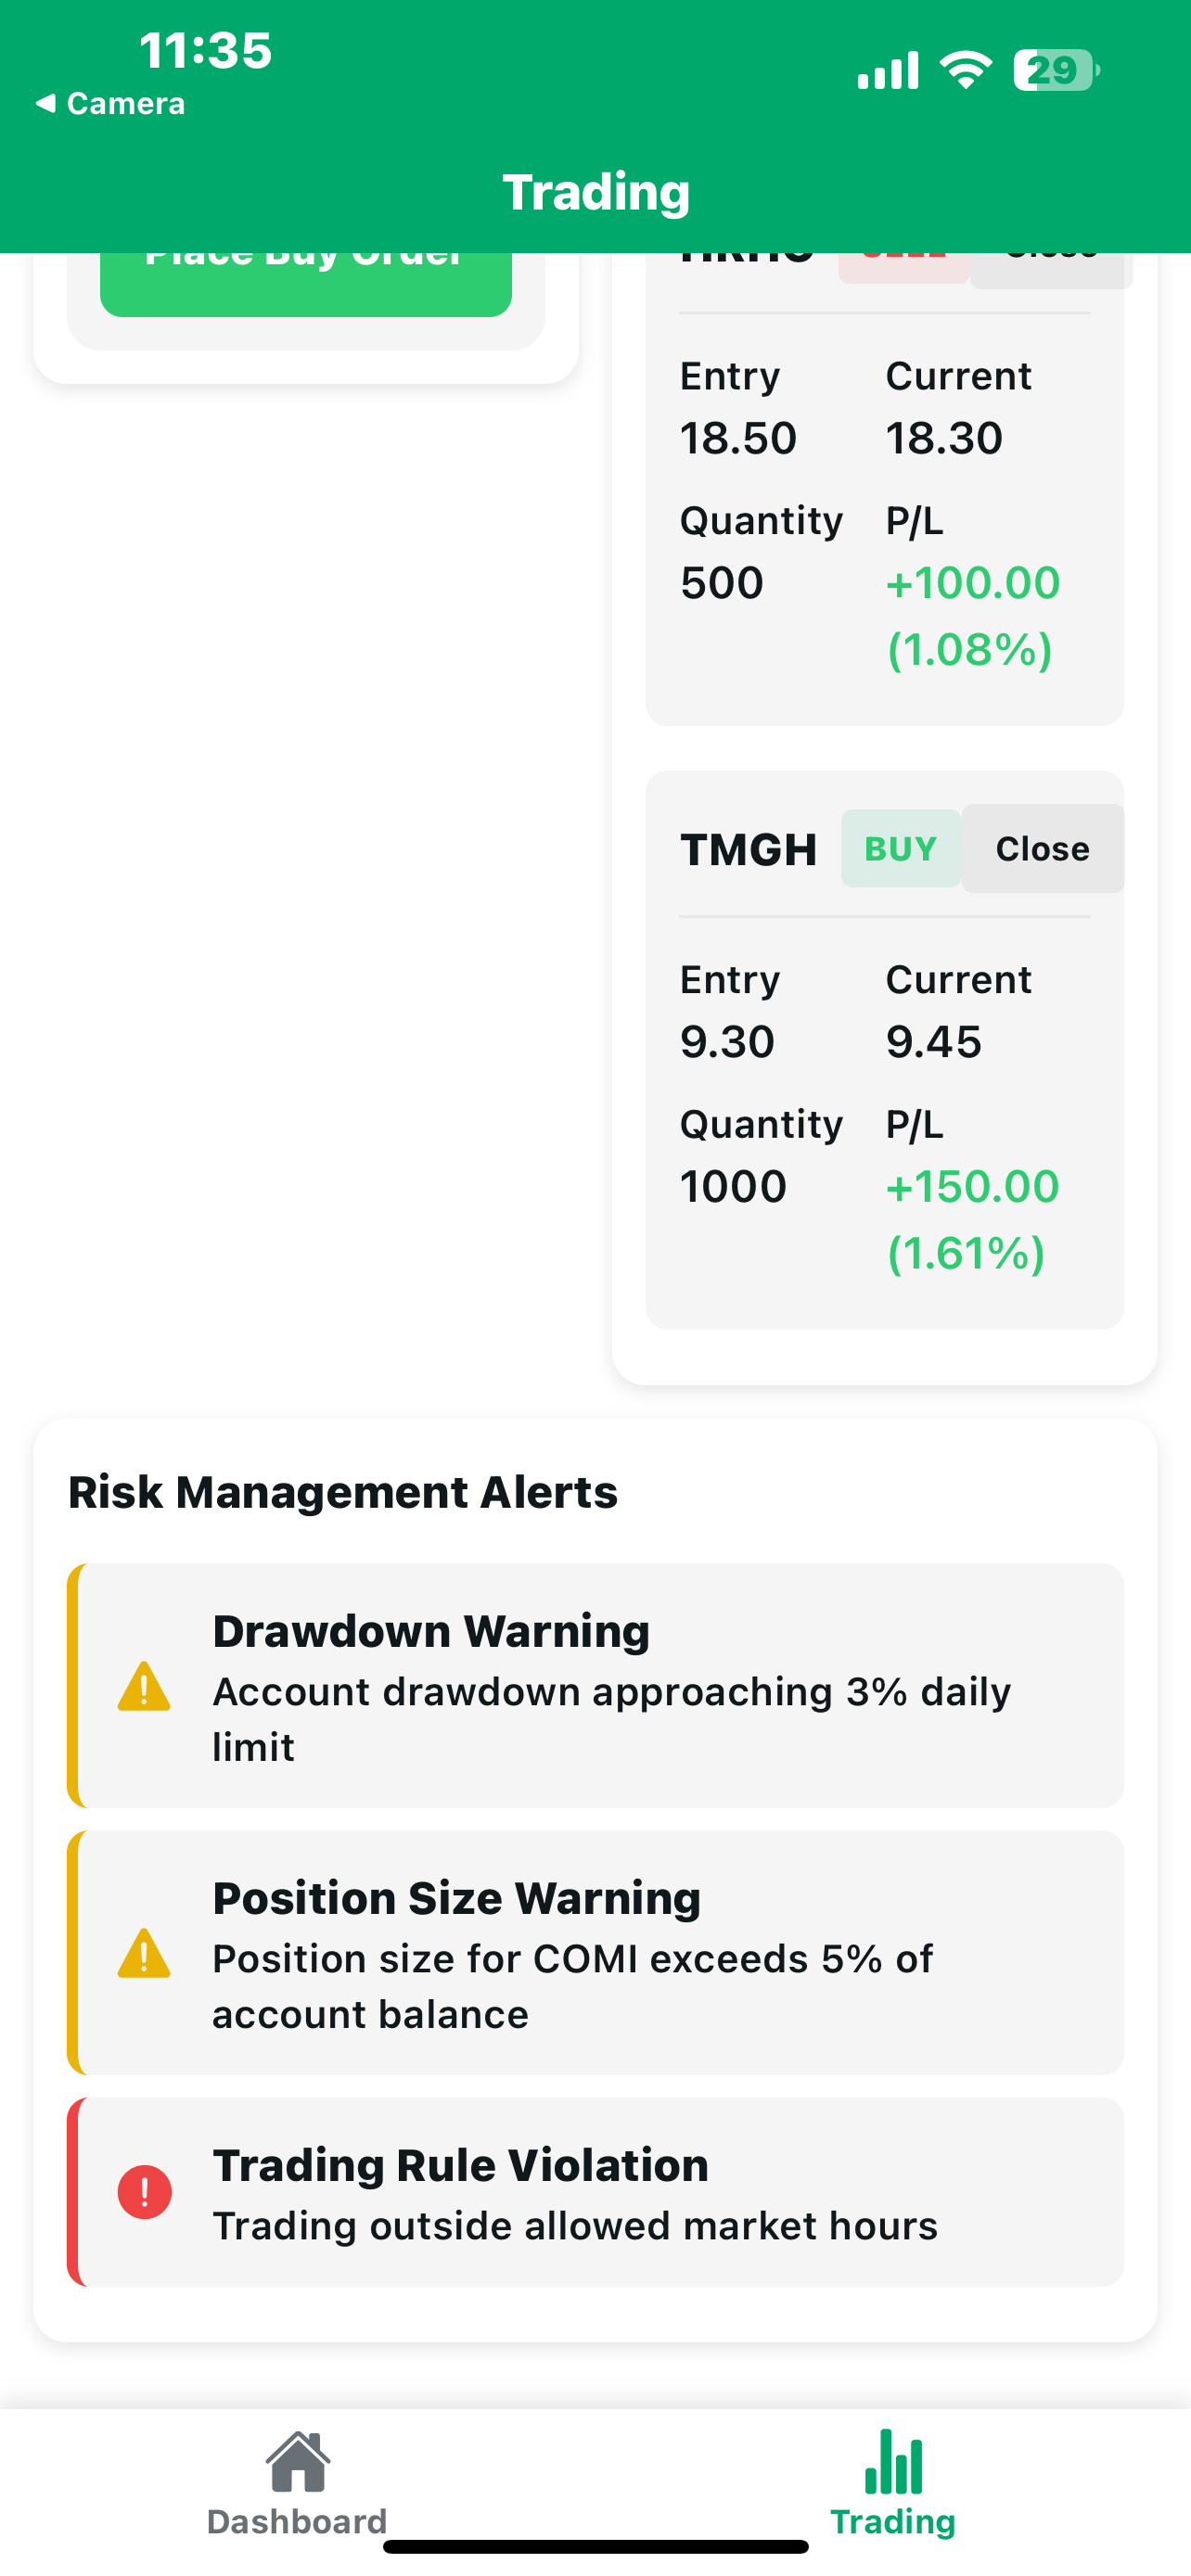 11:35
29
Camera
Trading
Place Buy Order
HRHO SELL Close
Entry Current
18.50 18.30
Quantity P/L
500 +100.00
(1.08%)
TMGH BUY Close
Entry Current
9.30 9.45
Quantity P/L
1000 +150.00
(1.61%)
Risk Management Alerts
Drawdown Warning
Account drawdown approaching 3% daily
limit
Position Size Warning
Position size for COMI exceeds 5% of
account balance
Trading Rule Violation
Trading outside allowed market hours
Dashboard
Trading